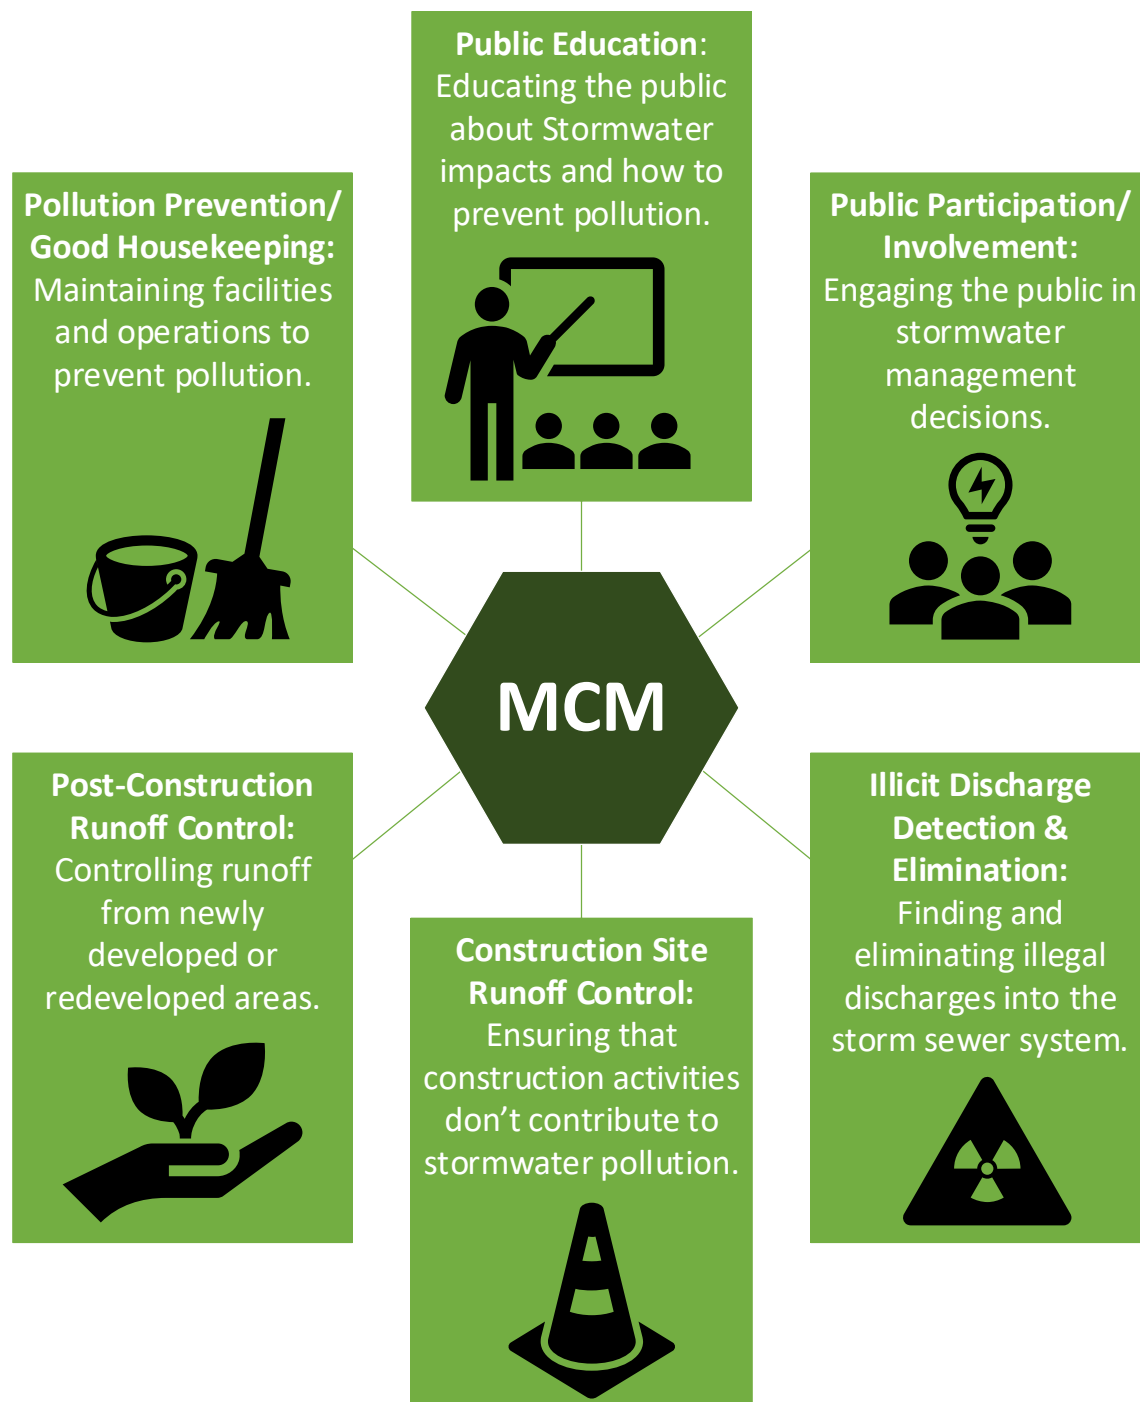 Public Education:
Educating the public
about Stormwater
impacts and how to
prevent pollution.
Pollution Prevention/
Good Housekeeping:
Maintaining facilities
and operations to
prevent pollution.
Public Participation/
Involvement:
Engaging the public in
stormwater
management
decisions.
MCM
Post-Construction
Runoff Control:
Controlling runoff
from newly
developed or
redeveloped areas.
Construction Site
Runoff Control:
Ensuring that
construction activities
don’t contribute to
stormwater pollution.
Illicit Discharge
Detection &
Elimination:
Finding and
eliminating illegal
discharges into the
storm sewer system.